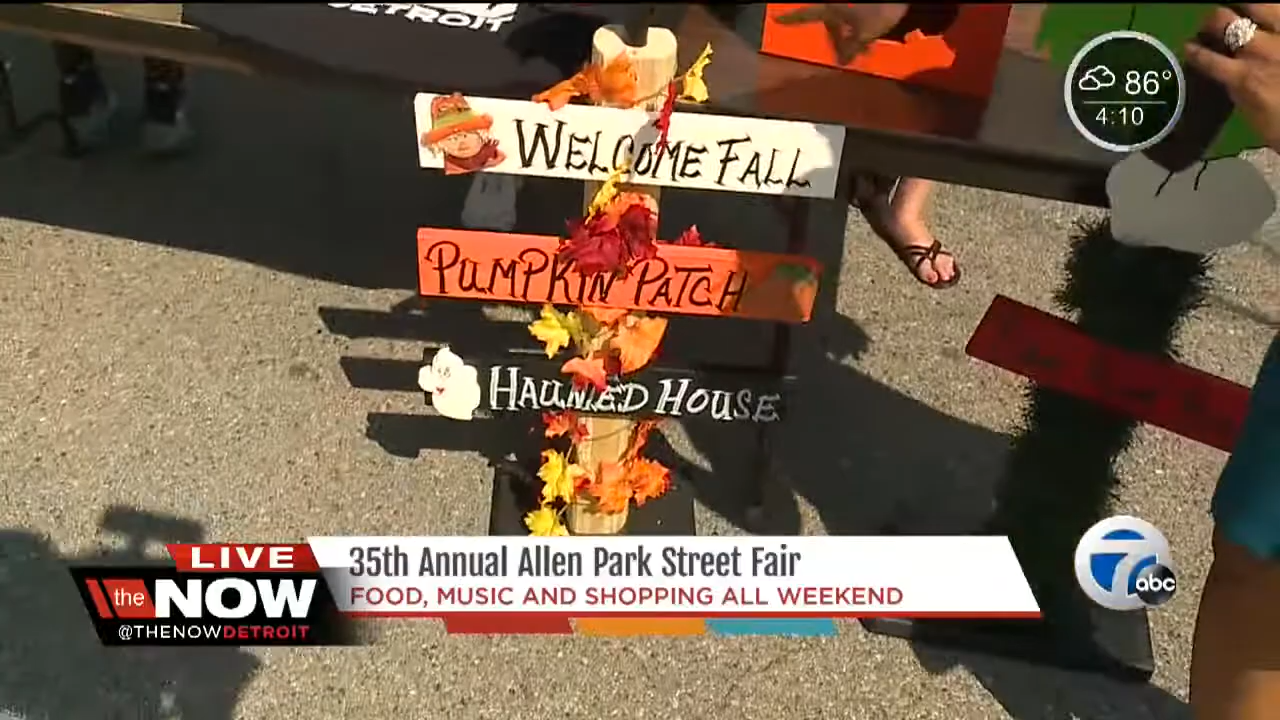 DETROIT
86°
4:10
WELCOME FALL
PUMPKIN PATCH
HAUNTED HOUSE
LIVE
35th Annual Allen Park Street Fair
the NOW
FOOD, MUSIC AND SHOPPING ALL WEEKEND
@THENOWDETROIT
7 abc